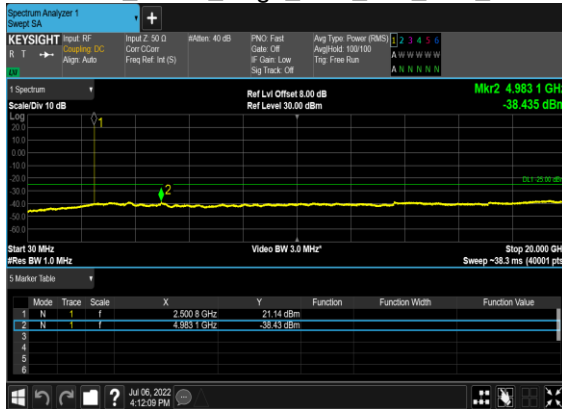 Spectrum Analyzer 1
Swept SA
+
KEYSIGHT
R T
Input: RF
Coupling: DC
Align: Auto
Input Z: 50 Ω
Corr CCorr
Freq Ref: Int (S)
#Atten: 40 dB
PNO: Fast
Gate: Off
IF Gain: Low
Sig Track: Off
Avg Type: Power (RMS)
Avg|Hold: 100/100
Trig: Free Run
1 2 3 4 5 6
A W W W W W
A N N N N N
1 Spectrum
Scale/Div 10 dB
Ref Lvl Offset 8.00 dB
Ref Level 30.00 dBm
Mkr2 4.983 1 GHz
-38.435 dBm
Log
20.0
10.0
0.00
-10.0
-20.0
-30.0
-40.0
-50.0
-60.0
1
2
DL1 -25.00 dBm
Start 30 MHz
#Res BW 1.0 MHz
Video BW 3.0 MHz*
Stop 20.000 GHz
Sweep ~38.3 ms (40001 pts)
5 Marker Table
Mode Trace Scale X Y Function Function Width Function Value
1 N 1 f 2.500 8 GHz 21.14 dBm
2 N 1 f 4.983 1 GHz -38.43 dBm
3
4
5
6
?
Jul 06, 2022
4:12:09 PM